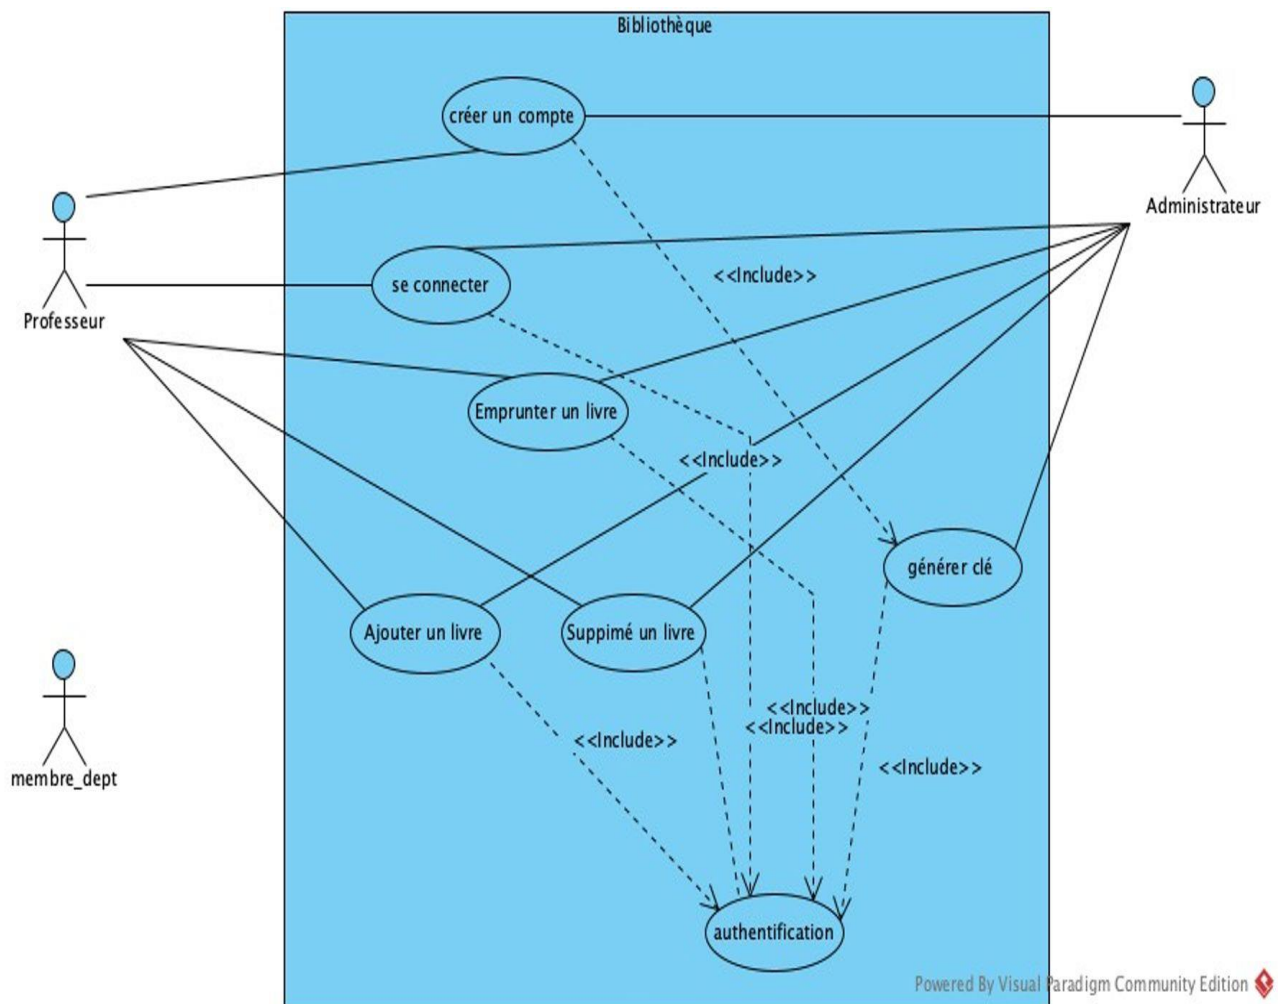 Bibliothèque
créer un compte
Administrateur
<<Include>>
se connecter
Professeur
Emprunter un livre
<<Include>>
générer clé
Ajouter un livre
Suppimé un livre
<<Include>>
<<Include>>
<<Include>>
<<Include>>
membre_dept
authentification
Powered By Visual Paradigm Community Edition